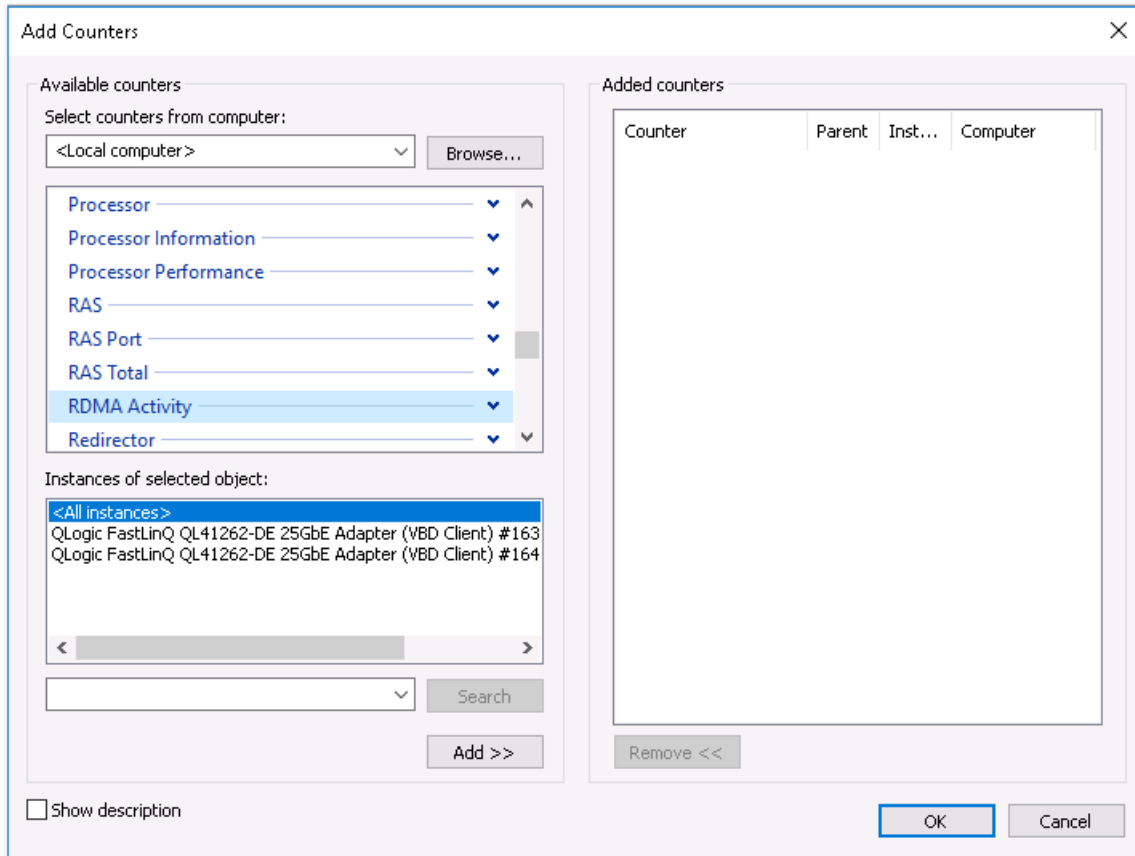 Add Counters
Available counters
Select counters from computer:
<Local computer>
Browse...
Processor
Processor Information
Processor Performance
RAS
RAS Port
RAS Total
RDMA Activity
Redirector
Instances of selected object:
<All instances>
QLogic FastLinQ QL41262-DE 25GbE Adapter (VBD Client) #163
QLogic FastLinQ QL41262-DE 25GbE Adapter (VBD Client) #164
Search
Add >>
Show description
Added counters
Counter Parent Inst... Computer
Remove <<
OK Cancel